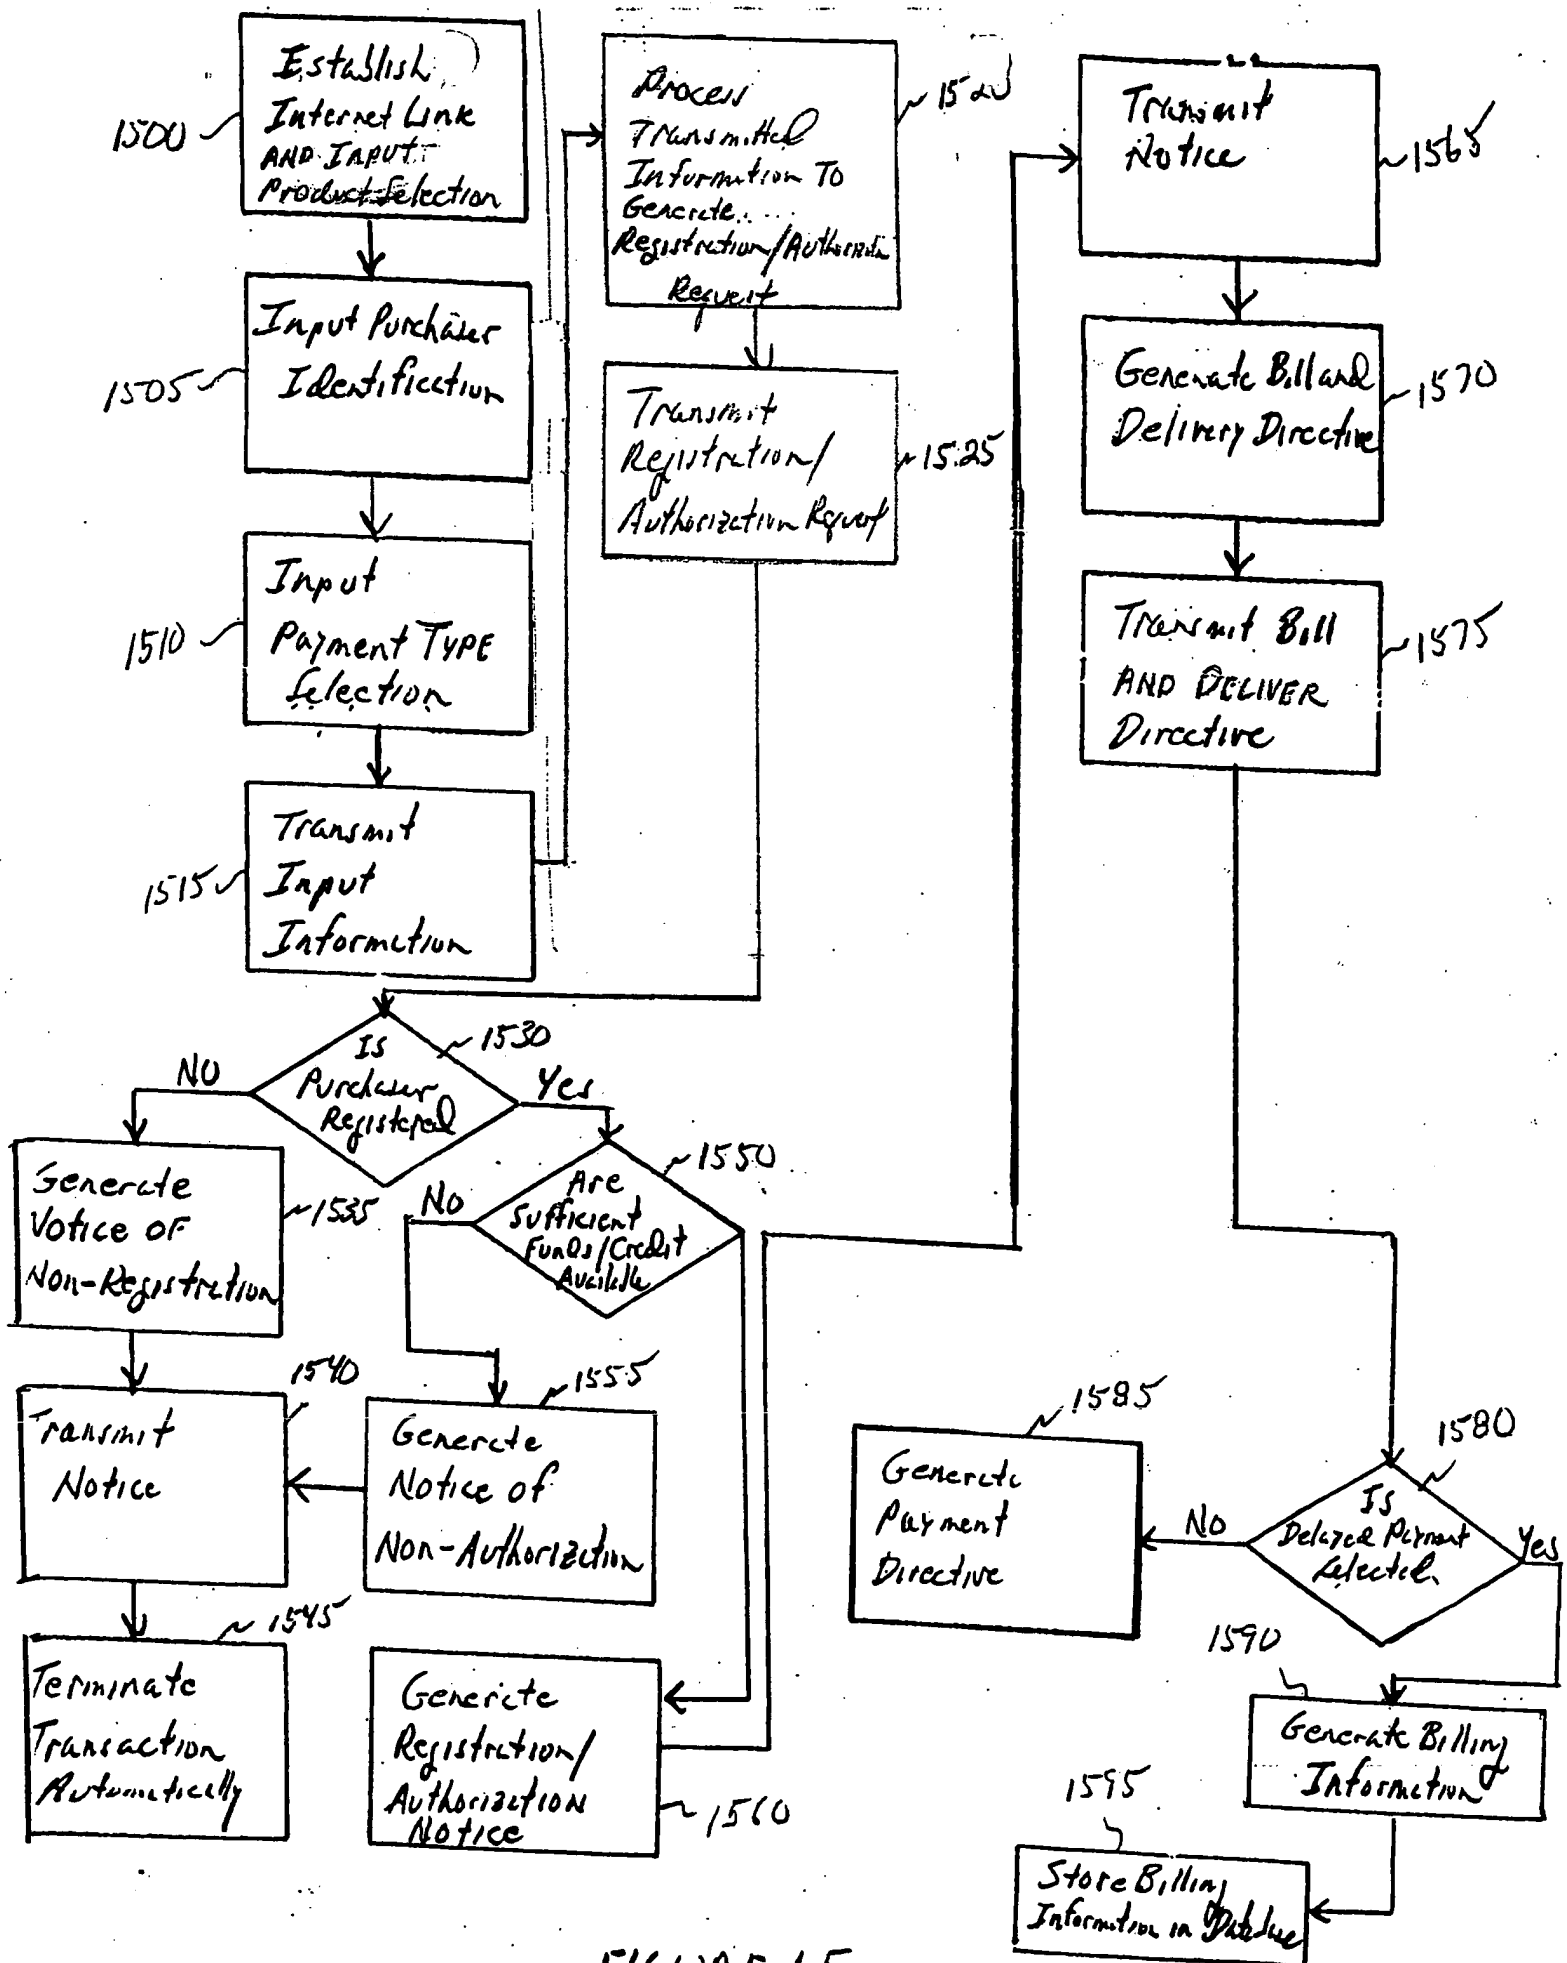 Establish
Internet Link
AND INPUT
Product Selection
1500
Input Purchaser
Identification
1505
Input
Payment TYPE
Selection
1510
Transmit
Input
Information
1515
Process
Transmitted
Information To
Generate
Registration/Authorization
Request
1520
Transmit
Registration/
Authorization Request
1525
Is
Purchaser
Registered
1530
NO
Yes
Generate
Notice OF
Non-Registration
1535
Transmit
Notice
1540
Terminate
Transaction
Automatically
1545
Are
Sufficient
Funds/Credit
Available
1550
No
Generate
Notice of
Non-Authorization
1555
Generate
Registration/
Authorization
Notice
1560
Transmit
Notice
1565
Generate Bill and
Delivery Directive
1570
Transmit Bill
AND DELIVER
Directive
1575
Is
Delayed Payment
Selected
1580
NO
Yes
Generate
Payment
Directive
1585
Generate Billing
Information
1590
Store Billing
Information in Database
1595
FIGURE 15